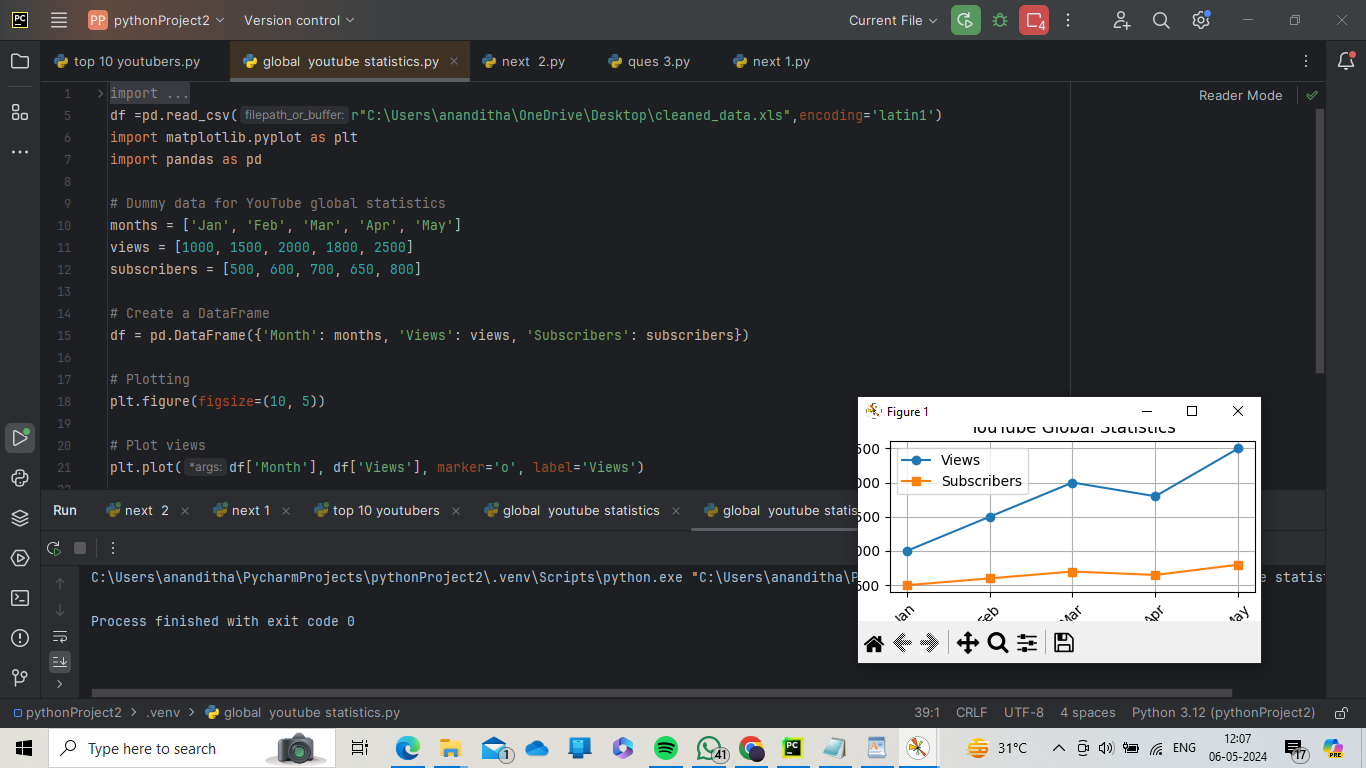 PC
PP pythonProject2 Version control Current File 4
top 10 youtubers.py global youtube statistics.py next 2.py ques 3.py next 1.py
Reader Mode
1 import ...
5 df =pd.read_csv( filepath_or_buffer: r"C:\Users\ananditha\OneDrive\Desktop\cleaned_data.xls",encoding='latin1')
6 import matplotlib.pyplot as plt
7 import pandas as pd
8
9 # Dummy data for YouTube global statistics
10 months = ['Jan', 'Feb', 'Mar', 'Apr', 'May']
11 views = [1000, 1500, 2000, 1800, 2500]
12 subscribers = [500, 600, 700, 650, 800]
13
14 # Create a DataFrame
15 df = pd.DataFrame({'Month': months, 'Views': views, 'Subscribers': subscribers})
16
17 # Plotting
18 plt.figure(figsize=(10, 5))
19
20 # Plot views
21 plt.plot( *args: df['Month'], df['Views'], marker='o', label='Views')
Figure 1
YouTube Global Statistics
Views
Subscribers
500
000
500
000
500
Jan Feb Mar Apr May
Run next 2 next 1 top 10 youtubers global youtube statistics global youtube statis
C:\Users\ananditha\PycharmProjects\pythonProject2\.venv\Scripts\python.exe "C:\Users\ananditha\P e statist
Process finished with exit code 0
pythonProject2 .venv global youtube statistics.py 39:1 CRLF UTF-8 4 spaces Python 3.12 (pythonProject2)
Type here to search 1 41 PC 31°C ENG 12:07 06-05-2024 17 PRE